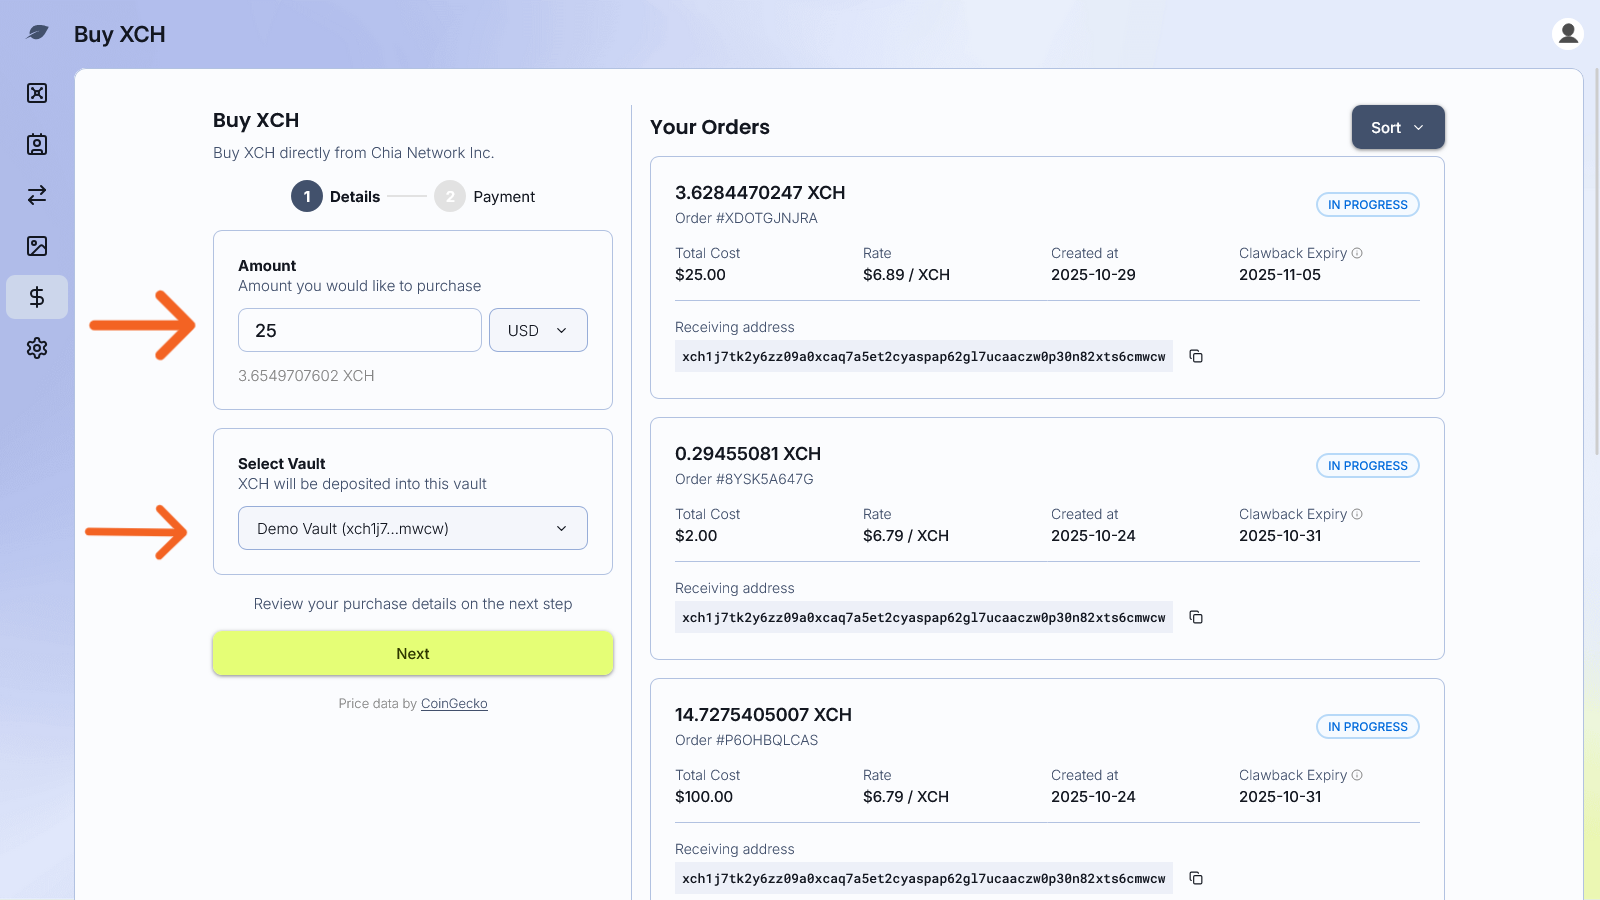 Buy XCH
Buy XCH
Buy XCH directly from Chia Network Inc.
1 Details 2 Payment
Amount
Amount you would like to purchase
25 USD
3.6549707602 XCH
Select Vault
XCH will be deposited into this vault
Demo Vault (xch1j7...mwcw)
Review your purchase details on the next step
Next
Price data by CoinGecko
Your Orders
Sort
3.6284470247 XCH
IN PROGRESS
Order #XDOTGJNJRA
Total Cost Rate Created at Clawback Expiry
$25.00 $6.89 / XCH 2025-10-29 2025-11-05
Receiving address
xch1j7tk2y6zz09a0xcaq7a5et2cyaspap62gl7ucaaczw0p30n82xts6cmwcw
0.29455081 XCH
IN PROGRESS
Order #8YSK5A647G
Total Cost Rate Created at Clawback Expiry
$2.00 $6.79 / XCH 2025-10-24 2025-10-31
Receiving address
xch1j7tk2y6zz09a0xcaq7a5et2cyaspap62gl7ucaaczw0p30n82xts6cmwcw
14.7275405007 XCH
IN PROGRESS
Order #P6OHBQLCAS
Total Cost Rate Created at Clawback Expiry
$100.00 $6.79 / XCH 2025-10-24 2025-10-31
Receiving address
xch1j7tk2y6zz09a0xcaq7a5et2cyaspap62gl7ucaaczw0p30n82xts6cmwcw